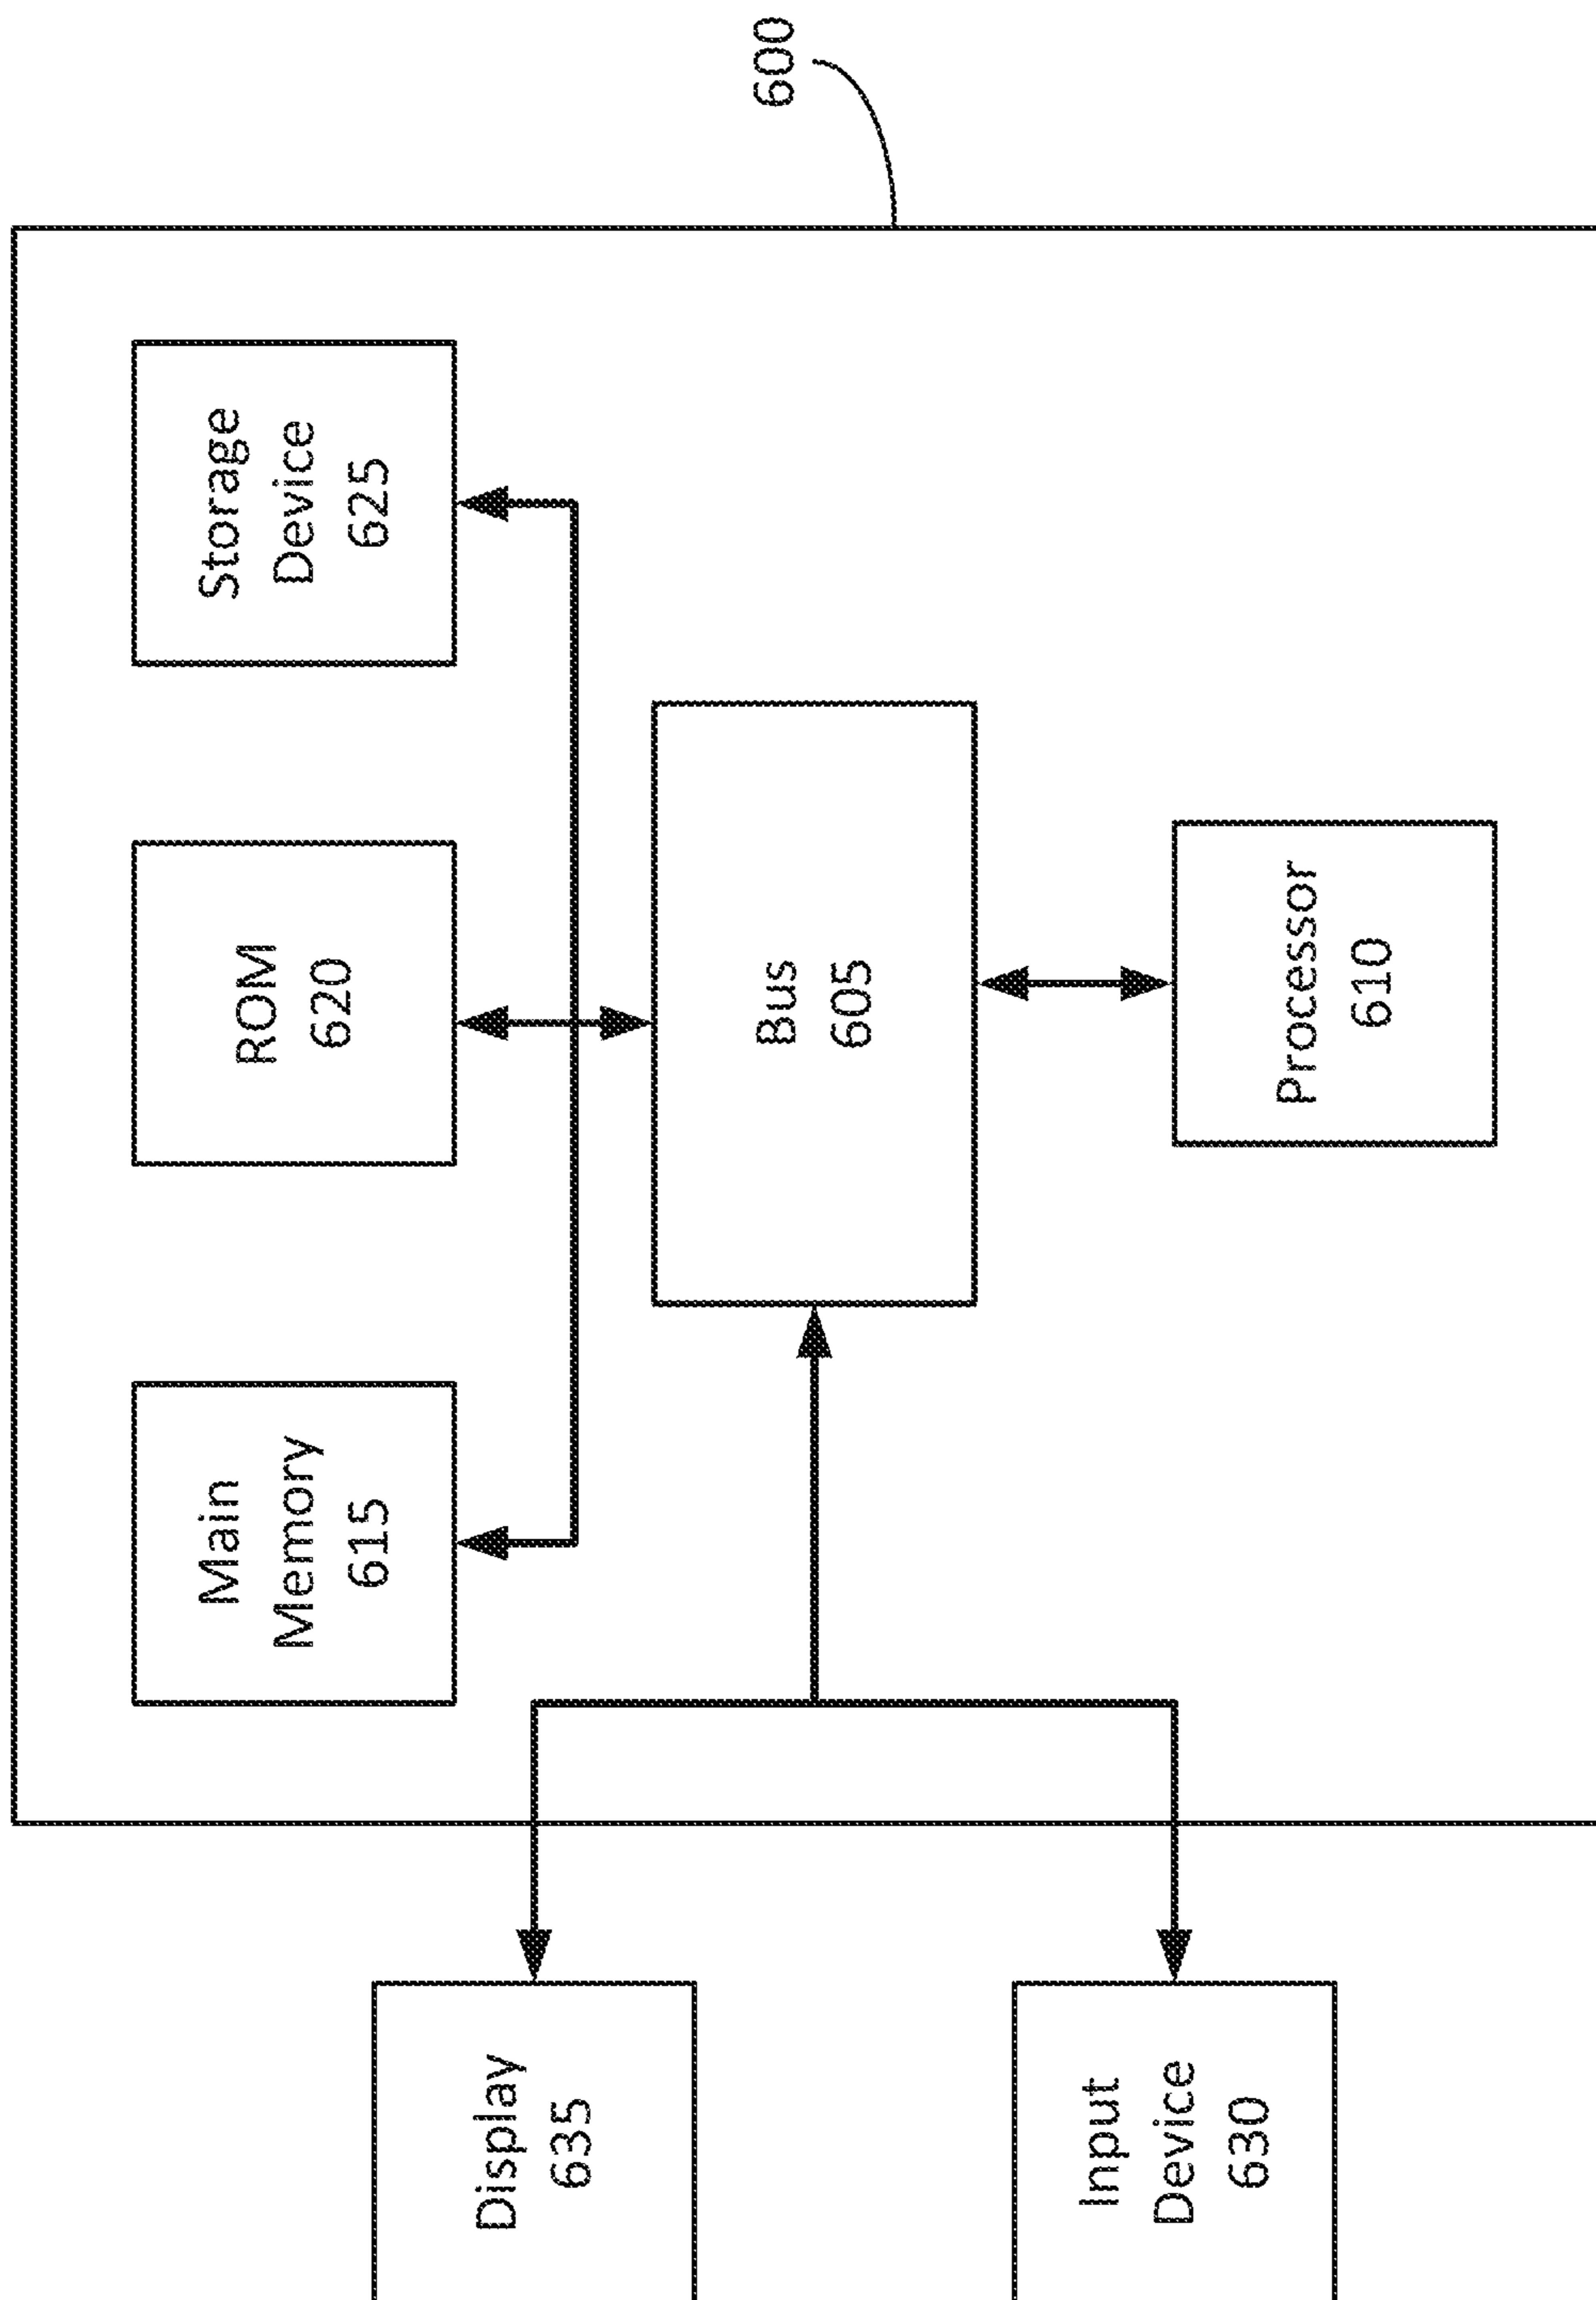 600
Display
635
Main
Memory
615
ROM
620
Storage
Device
625
Bus
605
Input
Device
630
Processor
610